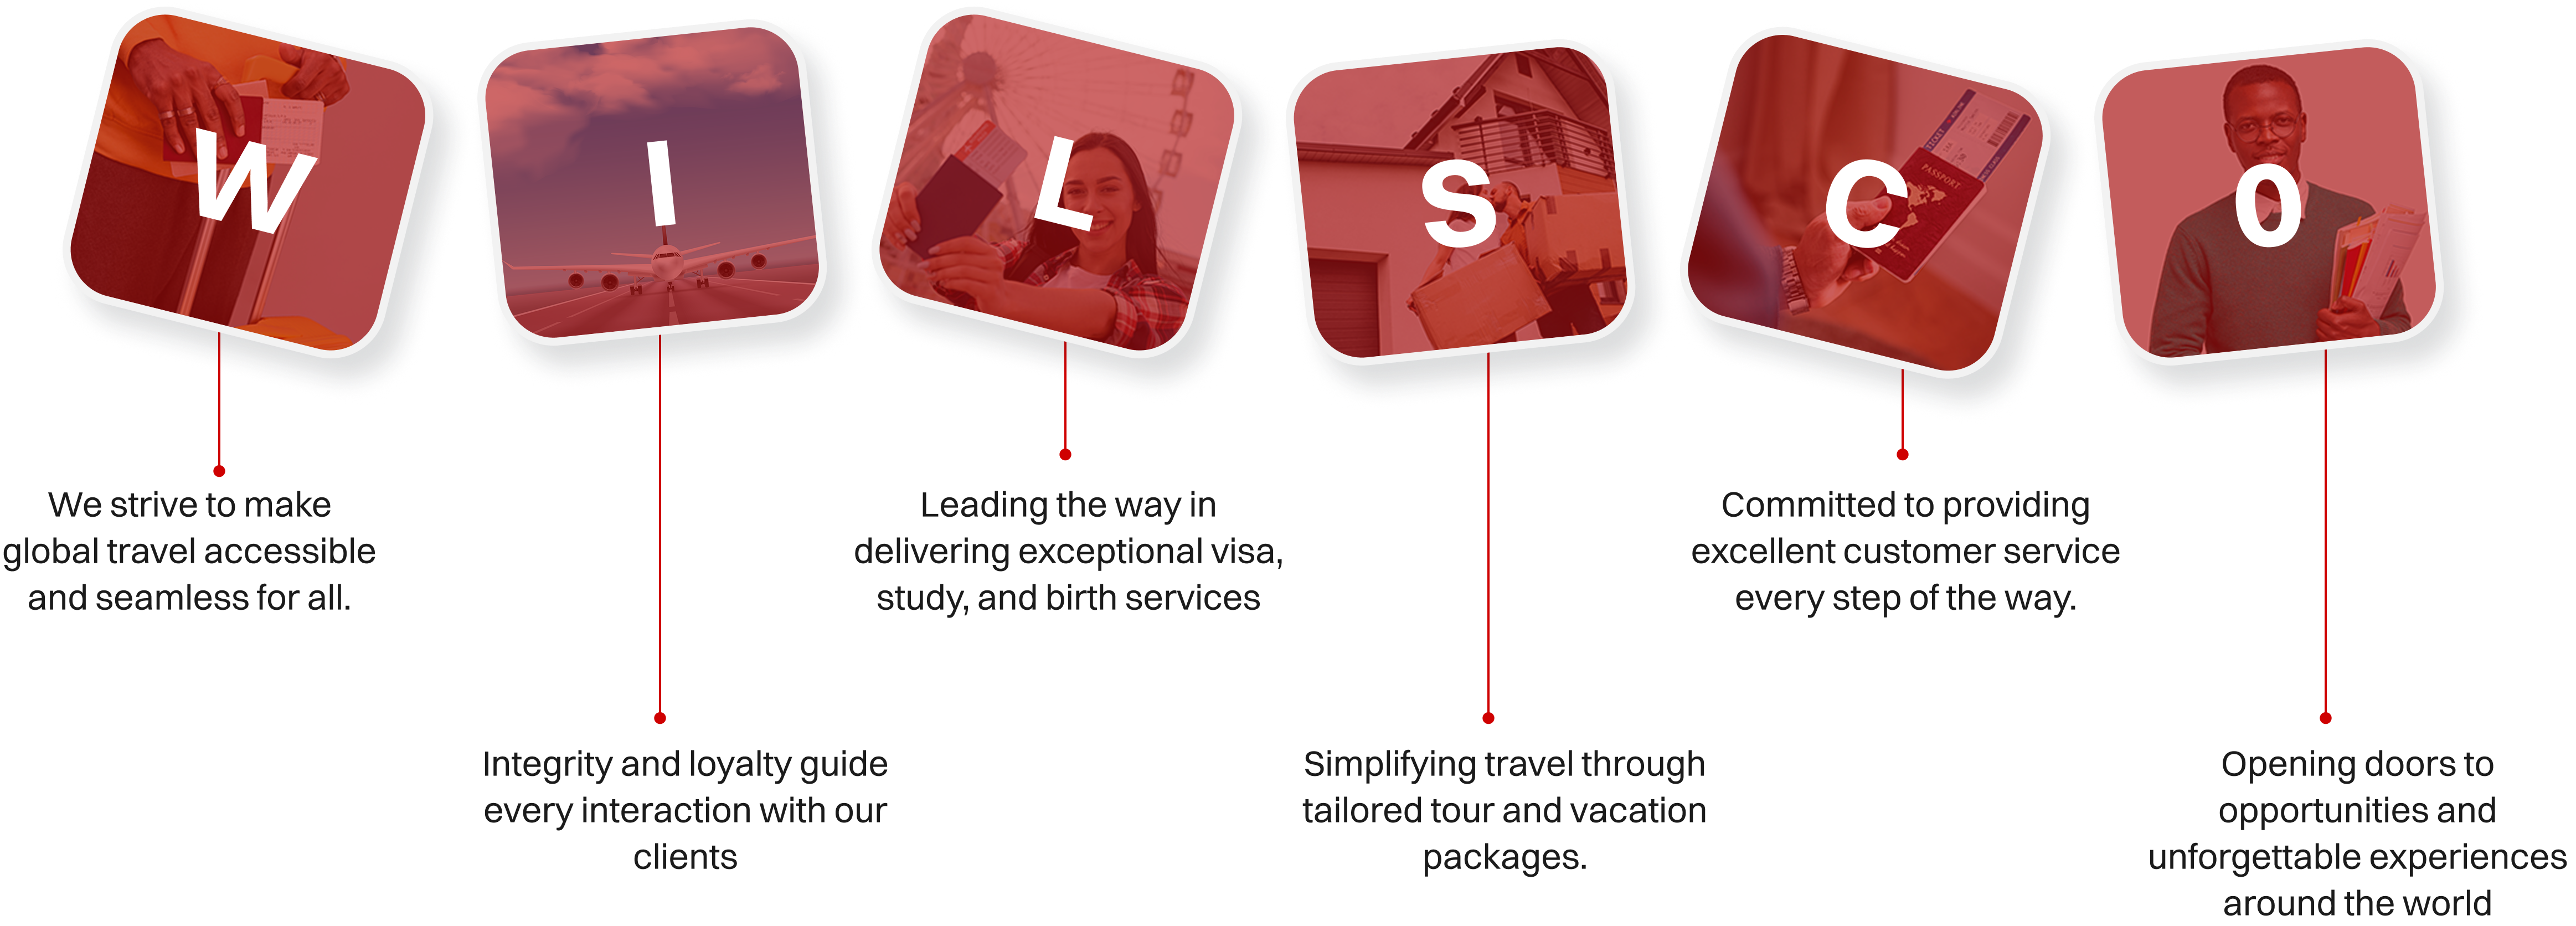 W
I
L
S
C
O
TICKET
PASSPORT
We strive to make
global travel accessible
and seamless for all.
Integrity and loyalty guide
every interaction with our
clients
Leading the way in
delivering exceptional visa,
study, and birth services
Simplifying travel through
tailored tour and vacation
packages.
Committed to providing
excellent customer service
every step of the way.
Opening doors to
opportunities and
unforgettable experiences
around the world